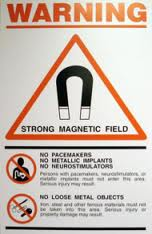 WARNING
STRONG MAGNETIC FIELD
NO PACEMAKERS
NO METALLIC IMPLANTS
NO NEUROSTIMULATORS
Persons with pacemakers, neurostimulators, or
metallic implants must not enter this area.
Serious injury may result.
NO LOOSE METAL OBJECTS
Iron, steel and other ferrous materials must not
be taken into this area. Serious injury or
property damage may result.